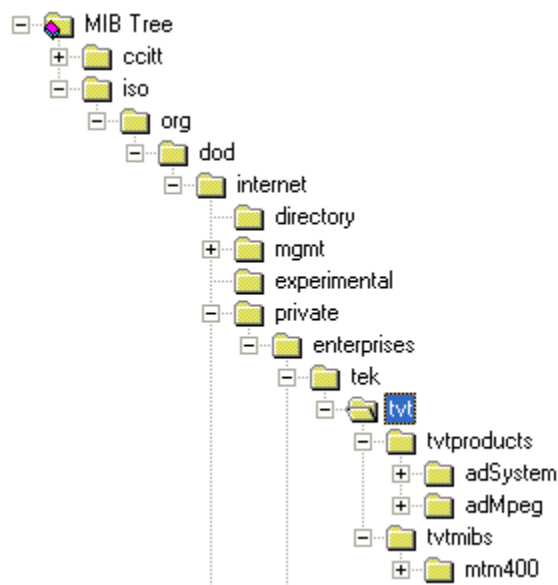 MIB Tree
ccitt
iso
org
dod
internet
directory
mgmt
experimental
private
enterprises
tek
tvt
tvtproducts
adSystem
adMpeg
tvtmibs
mtm400